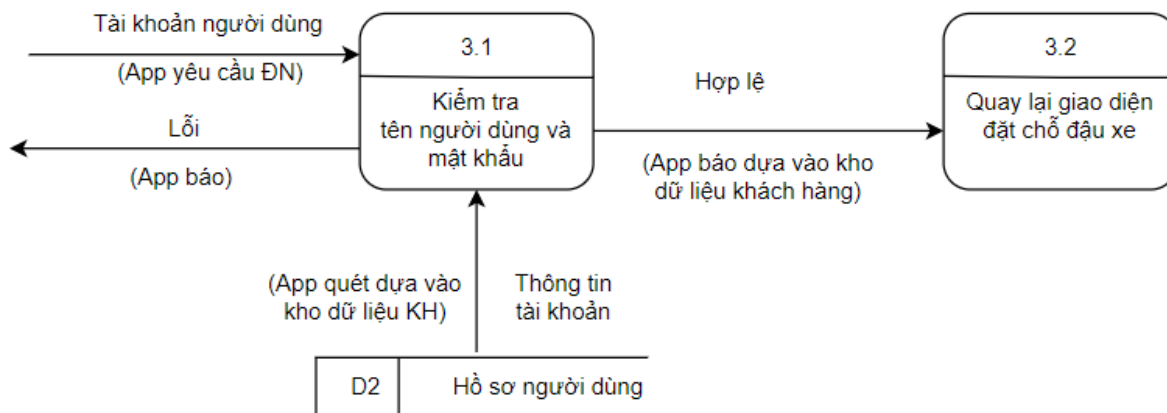 Tài khoản người dùng
(App yêu cầu ĐN)
Lỗi
(App báo)
3.1
Kiểm tra
tên người dùng và
mật khẩu
Hợp lệ
(App báo dựa vào kho
dữ liệu khách hàng)
3.2
Quay lại giao diện
đặt chỗ đậu xe
(App quét dựa vào
kho dữ liệu KH)
Thông tin
tài khoản
D2
Hồ sơ người dùng